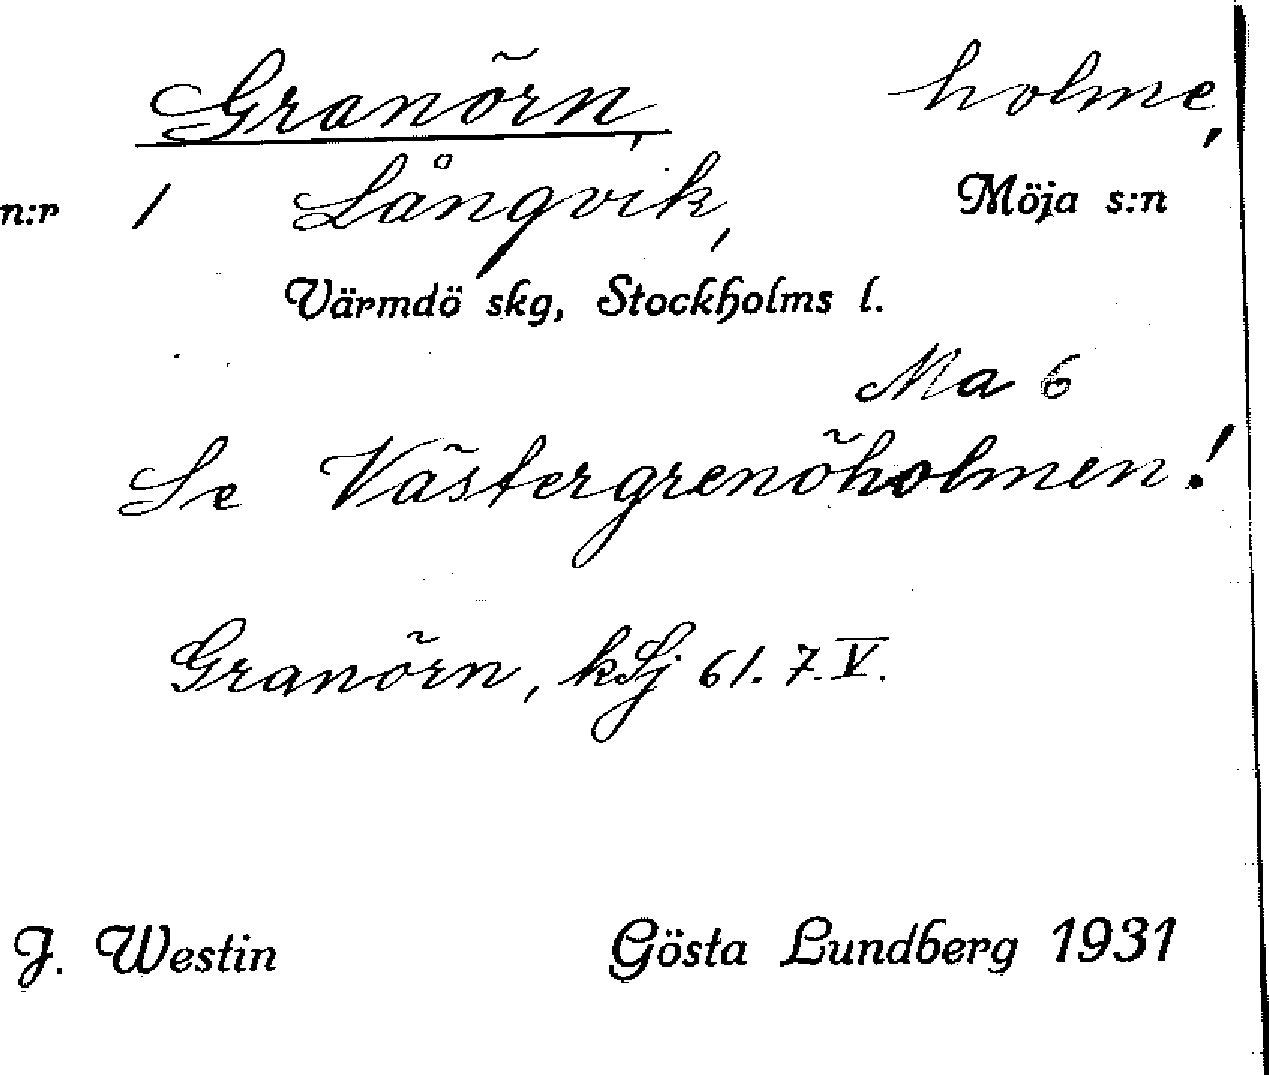 Granörn, holme,
n:r 1 Långvik, Möja s:n
Värmdö skg, Stockholms l.
Ma 6
Se Västergrenöholmen!
Granörn, kSj 61. 7.V.
J. Westin Gösta Lundberg 1931